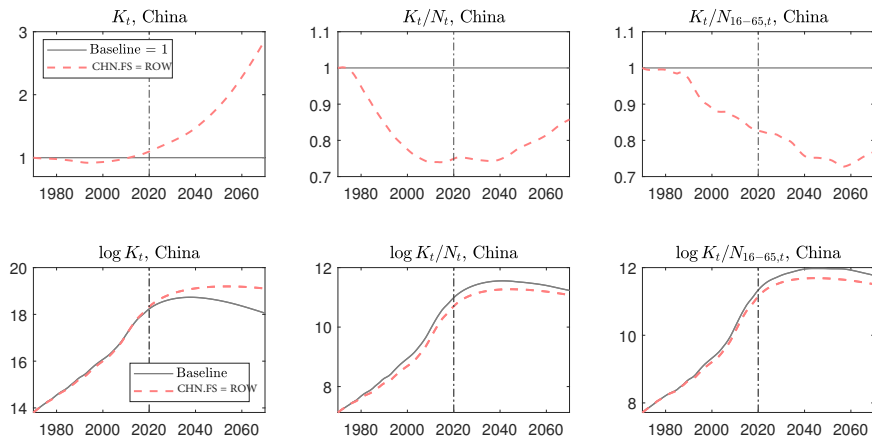 K_t, China
K_t/N_t, China
K_t/N_{16−65,t}, China
3
2
1
Baseline = 1
CHN.FS = ROW
1980 2000 2020 2040 2060
1.1
1
0.9
0.8
0.7
1980 2000 2020 2040 2060
1.1
1
0.9
0.8
0.7
1980 2000 2020 2040 2060
log K_t, China
log K_t/N_t, China
log K_t/N_{16−65,t}, China
20
18
16
14
Baseline
CHN.FS = ROW
1980 2000 2020 2040 2060
12
10
8
1980 2000 2020 2040 2060
12
10
8
1980 2000 2020 2040 2060